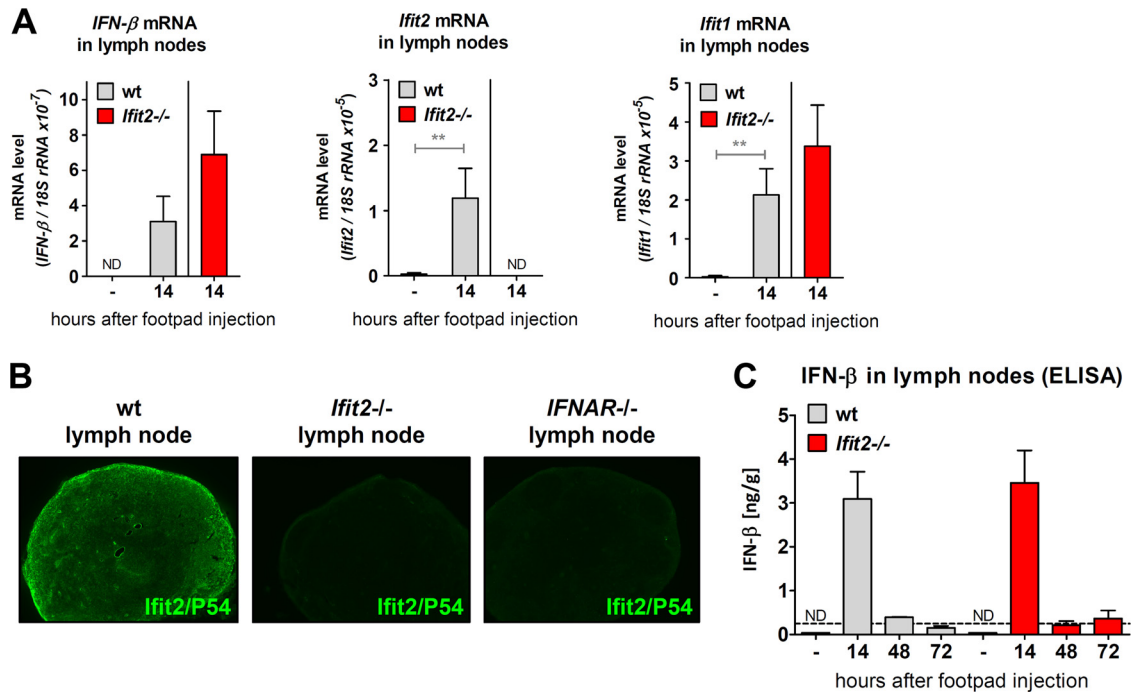 A
IFN-β mRNA
in lymph nodes
mRNA level
(IFN-β / 18S rRNA x10⁻⁷)
10
8
6
4
2
0
wt
Ifit2-/-
ND
- 14 14
hours after footpad injection
Ifit2 mRNA
in lymph nodes
mRNA level
(Ifit2 / 18S rRNA x10⁻⁵)
3
2
1
0
wt
Ifit2-/-
**
ND
- 14 14
hours after footpad injection
Ifit1 mRNA
in lymph nodes
mRNA level
(Ifit1 / 18S rRNA x10⁻⁵)
5
4
3
2
1
0
wt
Ifit2-/-
**
- 14 14
hours after footpad injection
B
wt
lymph node
Ifit2/P54
Ifit2-/-
lymph node
Ifit2/P54
IFNAR-/-
lymph node
Ifit2/P54
C
IFN-β in lymph nodes (ELISA)
wt
Ifit2-/-
IFN-β [ng/g]
5
4
3
2
1
0
ND ND
- 14 48 72 - 14 48 72
hours after footpad injection